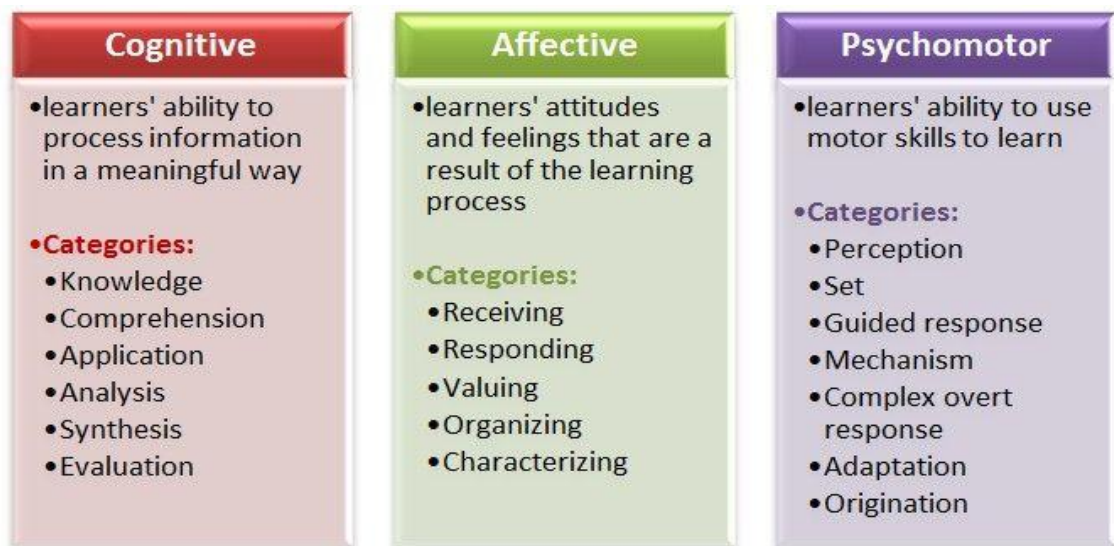 Cognitive
•learners' ability to
process information
in a meaningful way
•Categories:
•Knowledge
•Comprehension
•Application
•Analysis
•Synthesis
•Evaluation
Affective
•learners' attitudes
and feelings that are a
result of the learning
process
•Categories:
•Receiving
•Responding
•Valuing
•Organizing
•Characterizing
Psychomotor
•learners' ability to use
motor skills to learn
•Categories:
•Perception
•Set
•Guided response
•Mechanism
•Complex overt
response
•Adaptation
•Origination